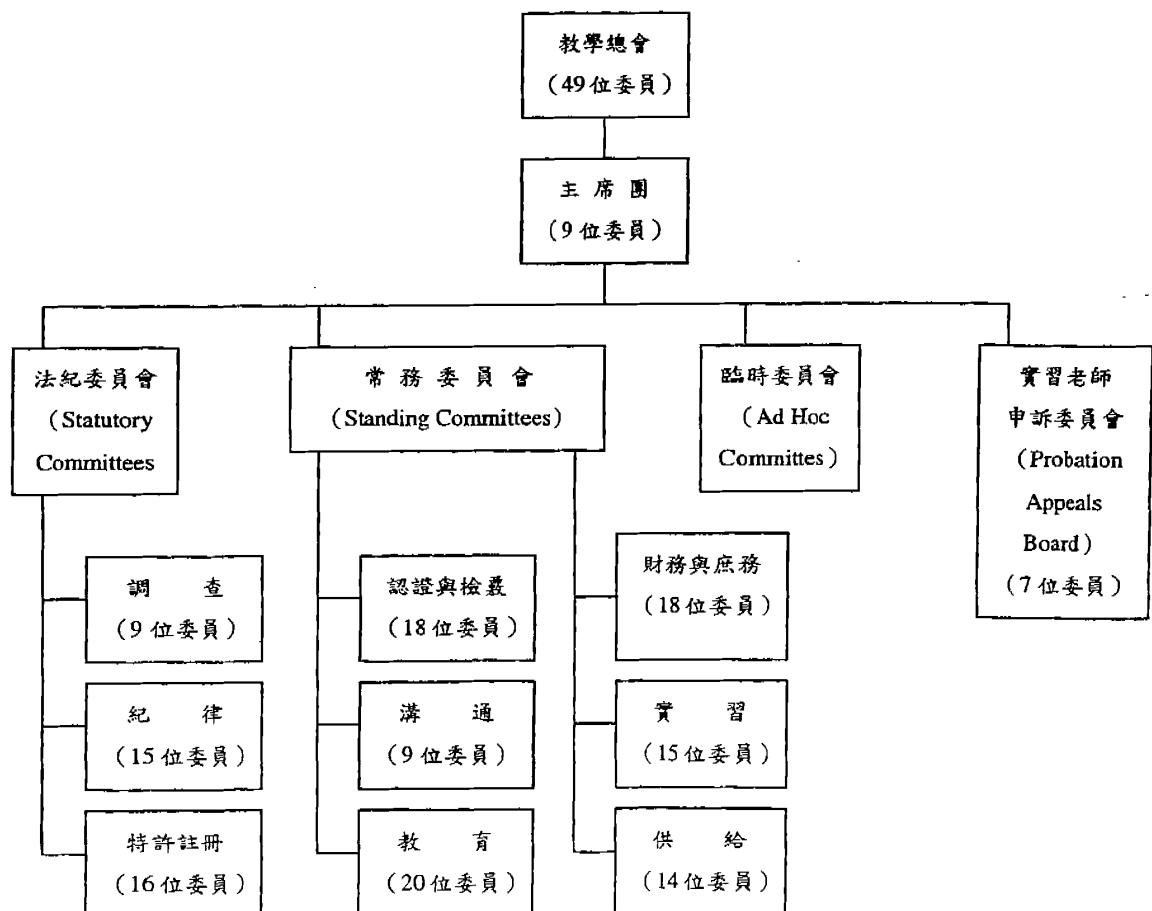 教學總會
（49位委員）
主席團
（9位委員）
法紀委員會
（Statutory
Committees
常務委員會
（Standing Committees）
臨時委員會
（Ad Hoc
Committes）
實習老師
申訴委員會
（Probation
Appeals
Board）
（7位委員）
調查
（9位委員）
紀律
（15位委員）
特許註冊
（16位委員）
認證與檢覈
（18位委員）
溝通
（9位委員）
教育
（20位委員）
財務與庶務
（18位委員）
實習
（15位委員）
供給
（14位委員）